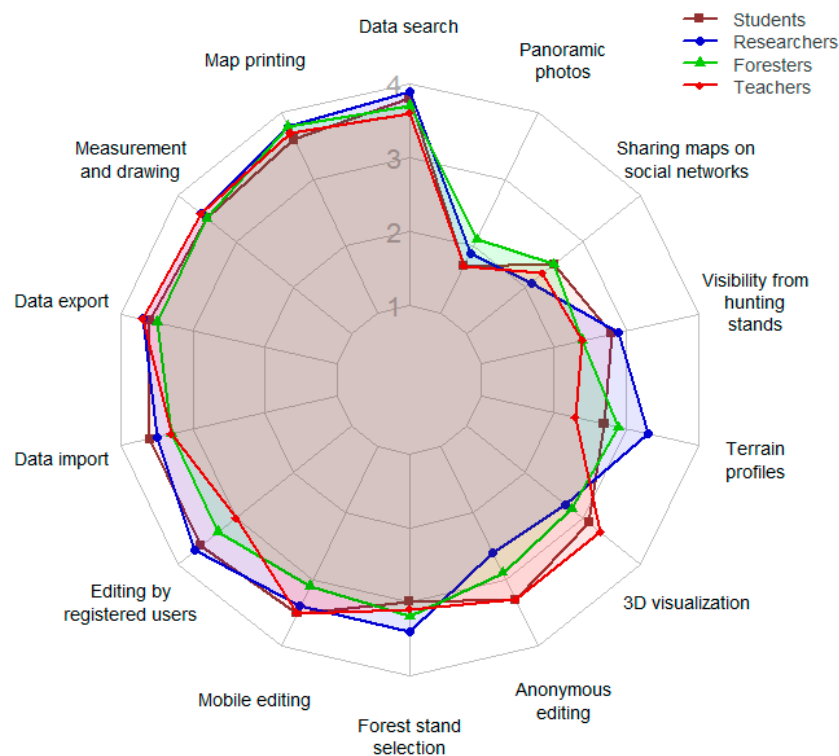 Data search
Students
Researchers
Foresters
Teachers
Panoramic
photos
Map printing
4
Measurement
and drawing
Sharing maps on
social networks
3
2
Visibility from
hunting
stands
Data export
1
Data import
Terrain
profiles
Editing by
registered users
3D visualization
Mobile editing
Anonymous
editing
Forest stand
selection